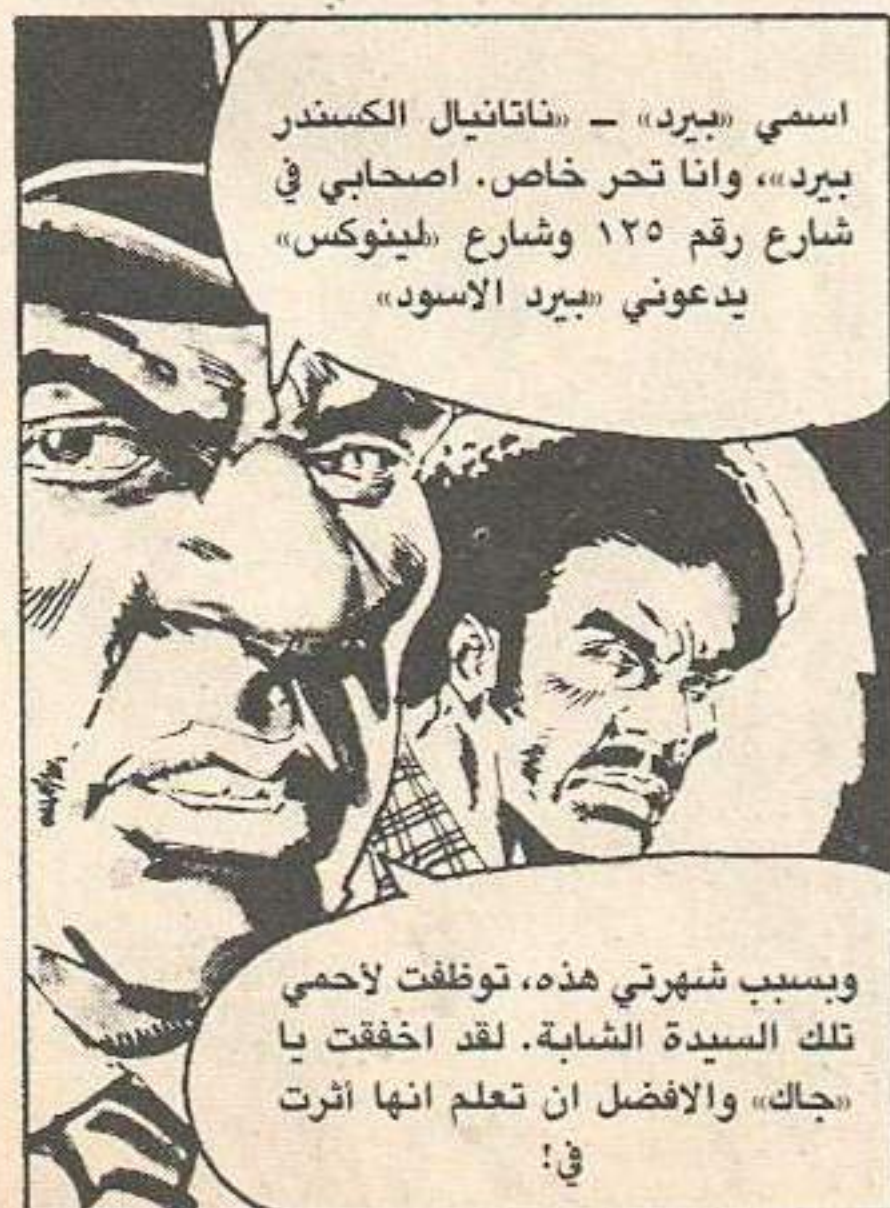 اسمي «بيرد» ـ «ناتانيال الكسندر
بيرد»، وانا تحر خاص. اصحابي في
شارع رقم ١٢٥ وشارع «لينوكس»
يدعوني «بيرد الاسود»
وبسبب شهرتي هذه، توظفت لأحمي
تلك السيدة الشابة. لقد اخفقت يا
«جاك» والافضل ان تعلم انها أثرت
في!